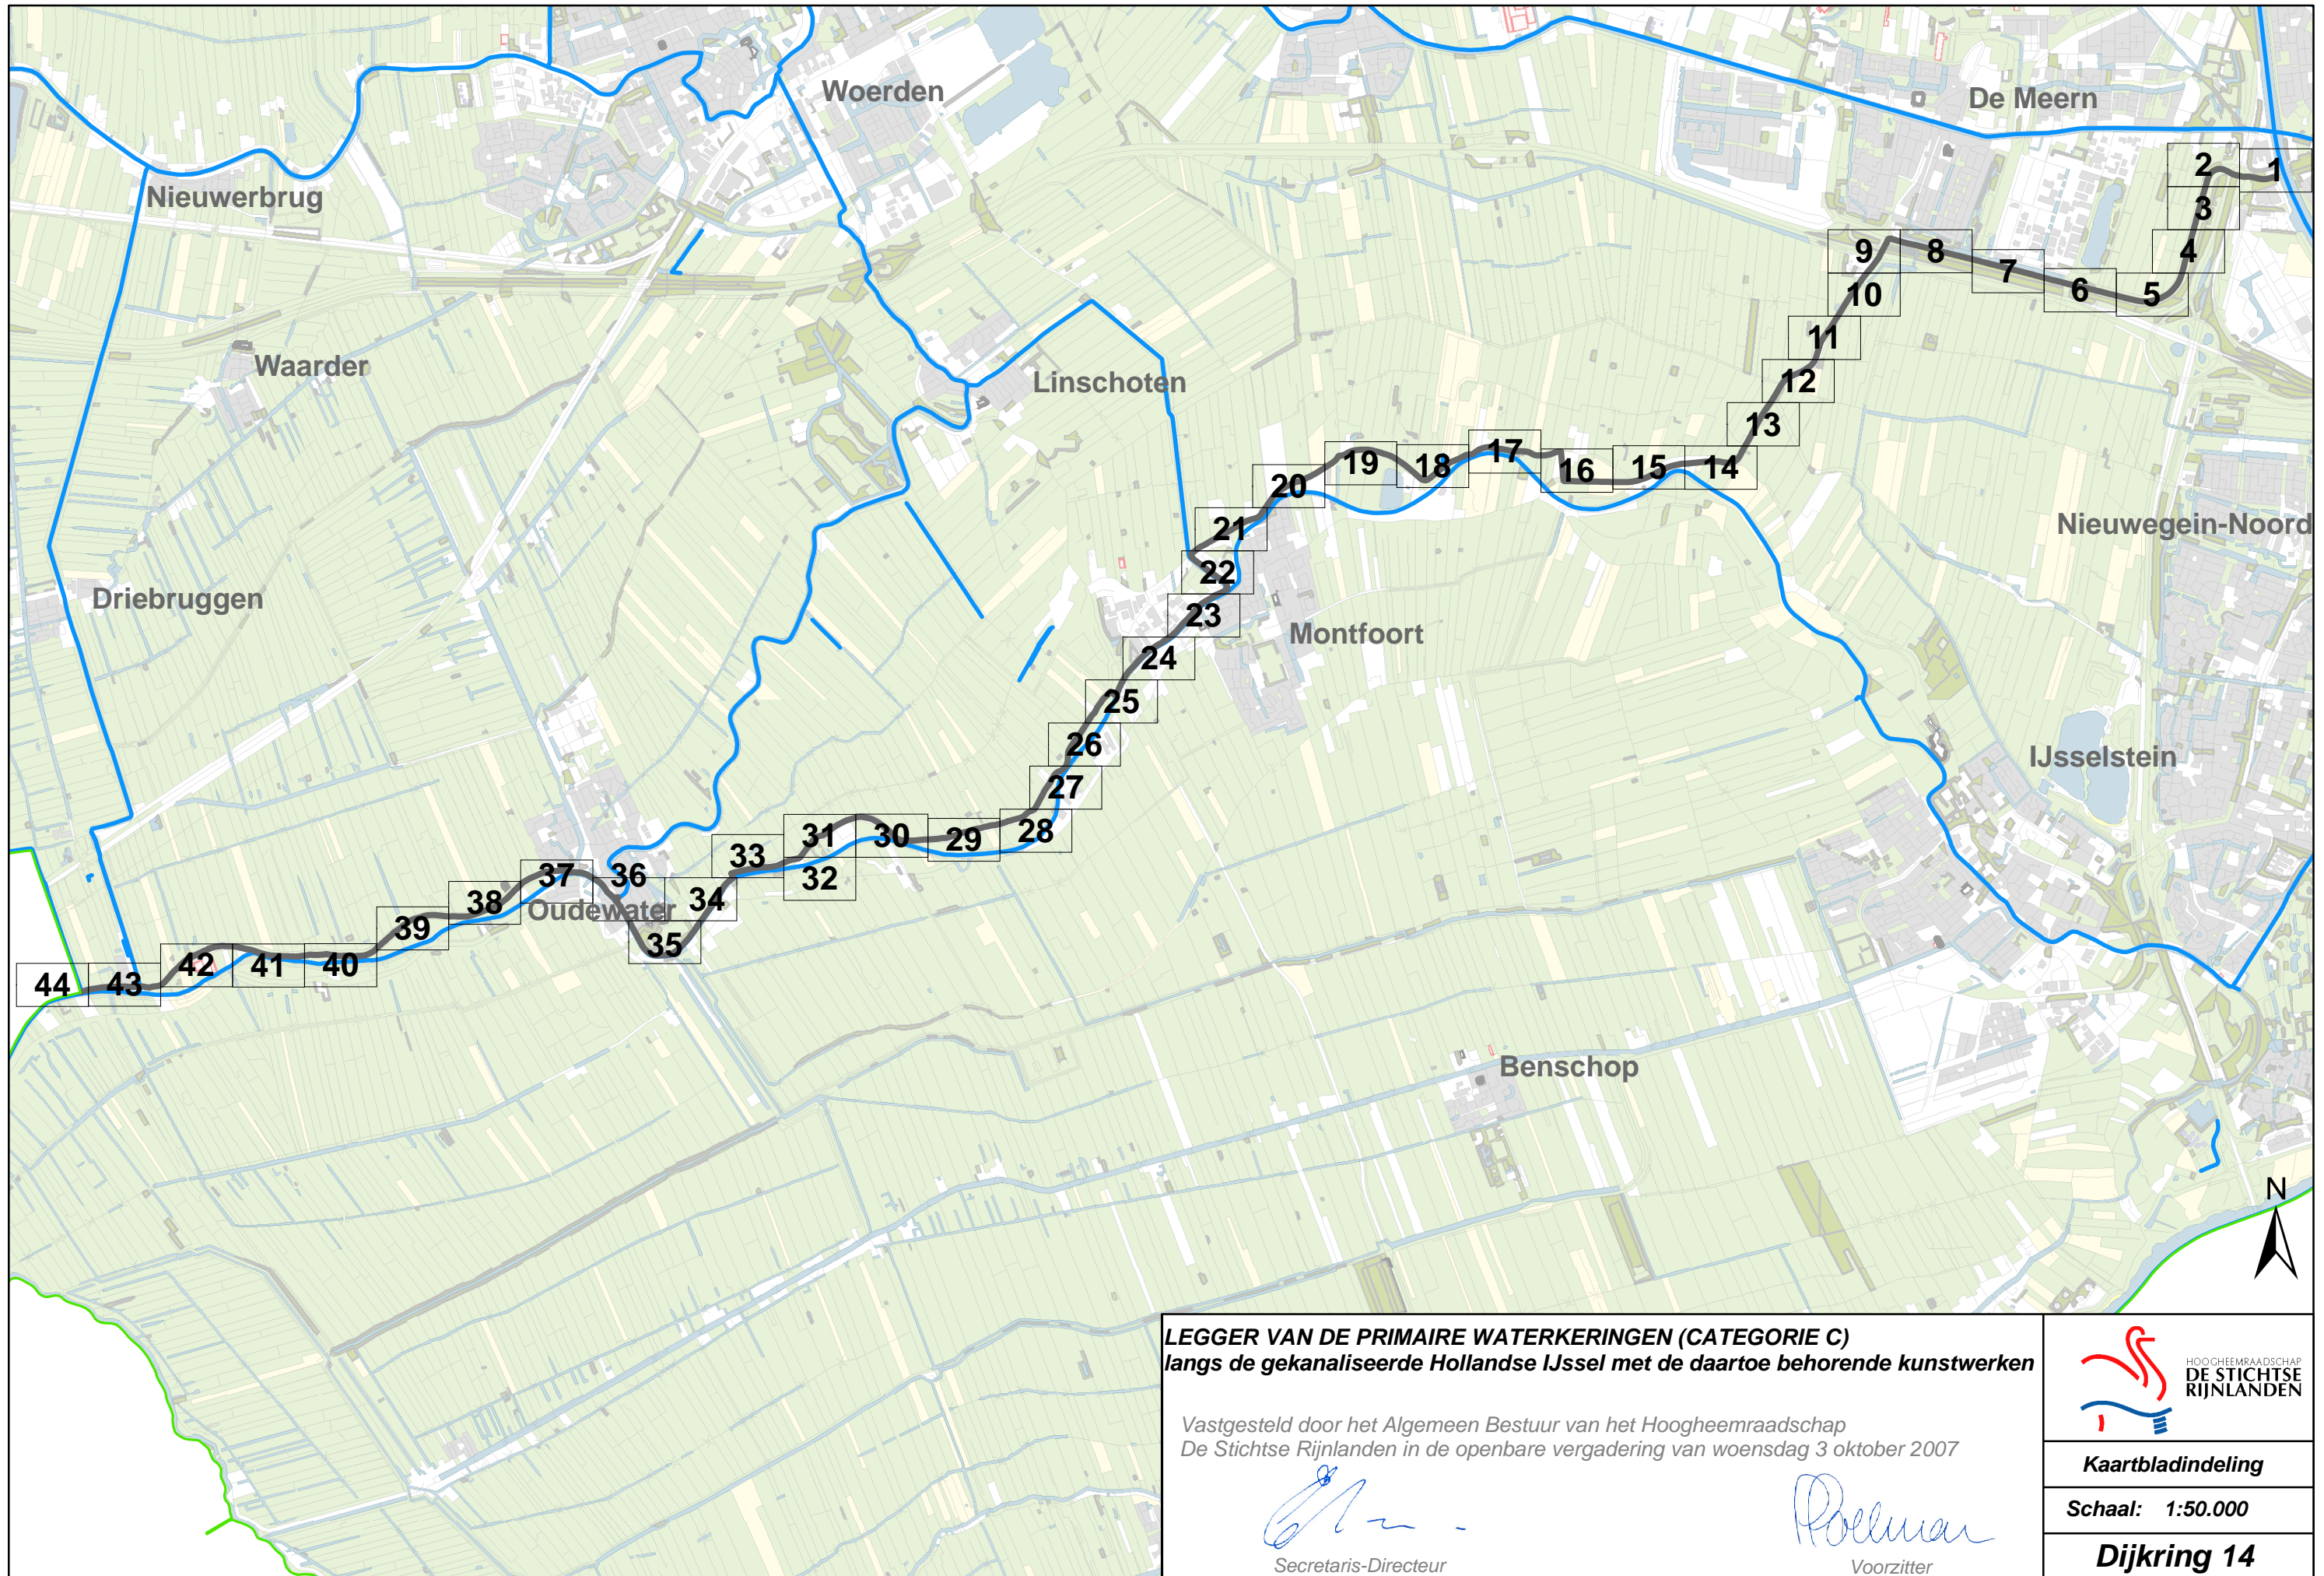 Woerden
De Meern
Nieuwerbrug
Waarder
Linschoten
Nieuwegein-Noord
Driebruggen
Montfoort
IJsselstein
Oudewater
Benschop
1
2
3
4
5
6
7
8
9
10
11
12
13
14
15
16
17
18
19
20
21
22
23
24
25
26
27
28
29
30
31
32
33
34
35
36
37
38
39
40
41
42
43
44
N
LEGGER VAN DE PRIMAIRE WATERKERINGEN (CATEGORIE C)
langs de gekanaliseerde Hollandse IJssel met de daartoe behorende kunstwerken
Vastgesteld door het Algemeen Bestuur van het Hoogheemraadschap
De Stichtse Rijnlanden in de openbare vergadering van woensdag 3 oktober 2007
Secretaris-Directeur
Voorzitter
HOOGHEEMRAADSCHAP
DE STICHTSE
RIJNLANDEN
Kaartbladindeling
Schaal: 1:50.000
Dijkring 14